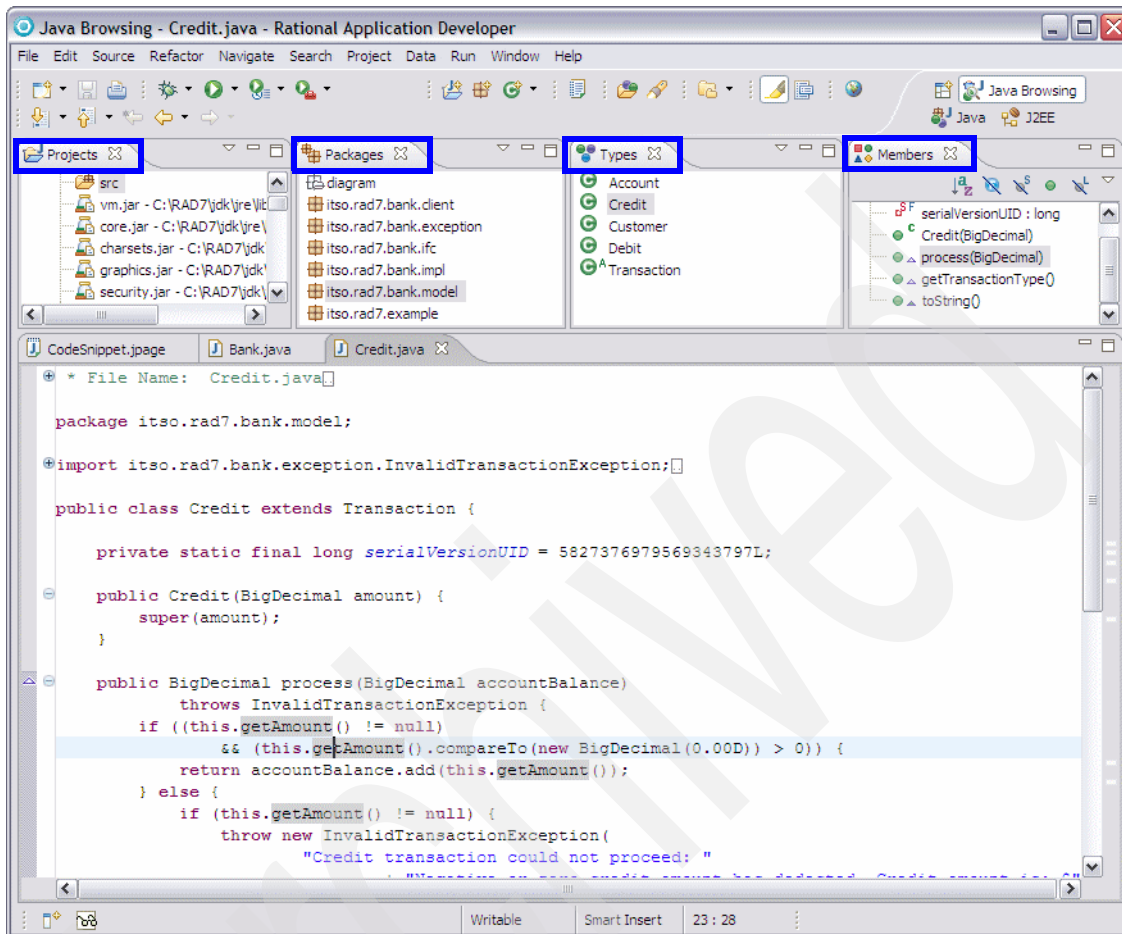 Java Browsing - Credit.java - Rational Application Developer
File Edit Source Refactor Navigate Search Project Data Run Window Help
Java Browsing
Java J2EE
Projects
src
vm.jar - C:\RAD7\jdk\jre\lib
core.jar - C:\RAD7\jdk\jre\
charsets.jar - C:\RAD7\jdk
graphics.jar - C:\RAD7\jdk\
security.jar - C:\RAD7\jdk\
Packages
diagram
itso.rad7.bank.client
itso.rad7.bank.exception
itso.rad7.bank.ifc
itso.rad7.bank.impl
itso.rad7.bank.model
itso.rad7.example
Types
Account
Credit
Customer
Debit
Transaction
Members
serialVersionUID : long
Credit(BigDecimal)
process(BigDecimal)
getTransactionType()
toString()
CodeSnippet.jpage Bank.java Credit.java
* File Name: Credit.java
package itso.rad7.bank.model;
import itso.rad7.bank.exception.InvalidTransactionException;
public class Credit extends Transaction {
private static final long serialVersionUID = 5827376979569343797L;
public Credit(BigDecimal amount) {
super(amount);
}
public BigDecimal process(BigDecimal accountBalance)
throws InvalidTransactionException {
if ((this.getAmount() != null)
&& (this.getAmount().compareTo(new BigDecimal(0.00D)) > 0)) {
return accountBalance.add(this.getAmount());
} else {
if (this.getAmount() != null) {
throw new InvalidTransactionException(
"Credit transaction could not proceed: "
Writable Smart Insert 23 : 28